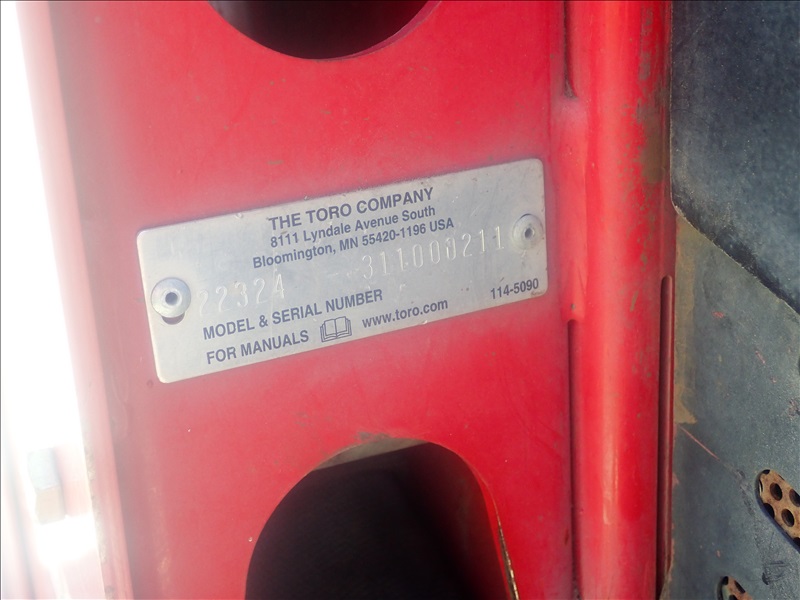 THE TORO COMPANY
8111 Lyndale Avenue South
Bloomington, MN 55420-1196 USA
22324 -- 311000211
MODEL & SERIAL NUMBER
FOR MANUALS www.toro.com
114-5090